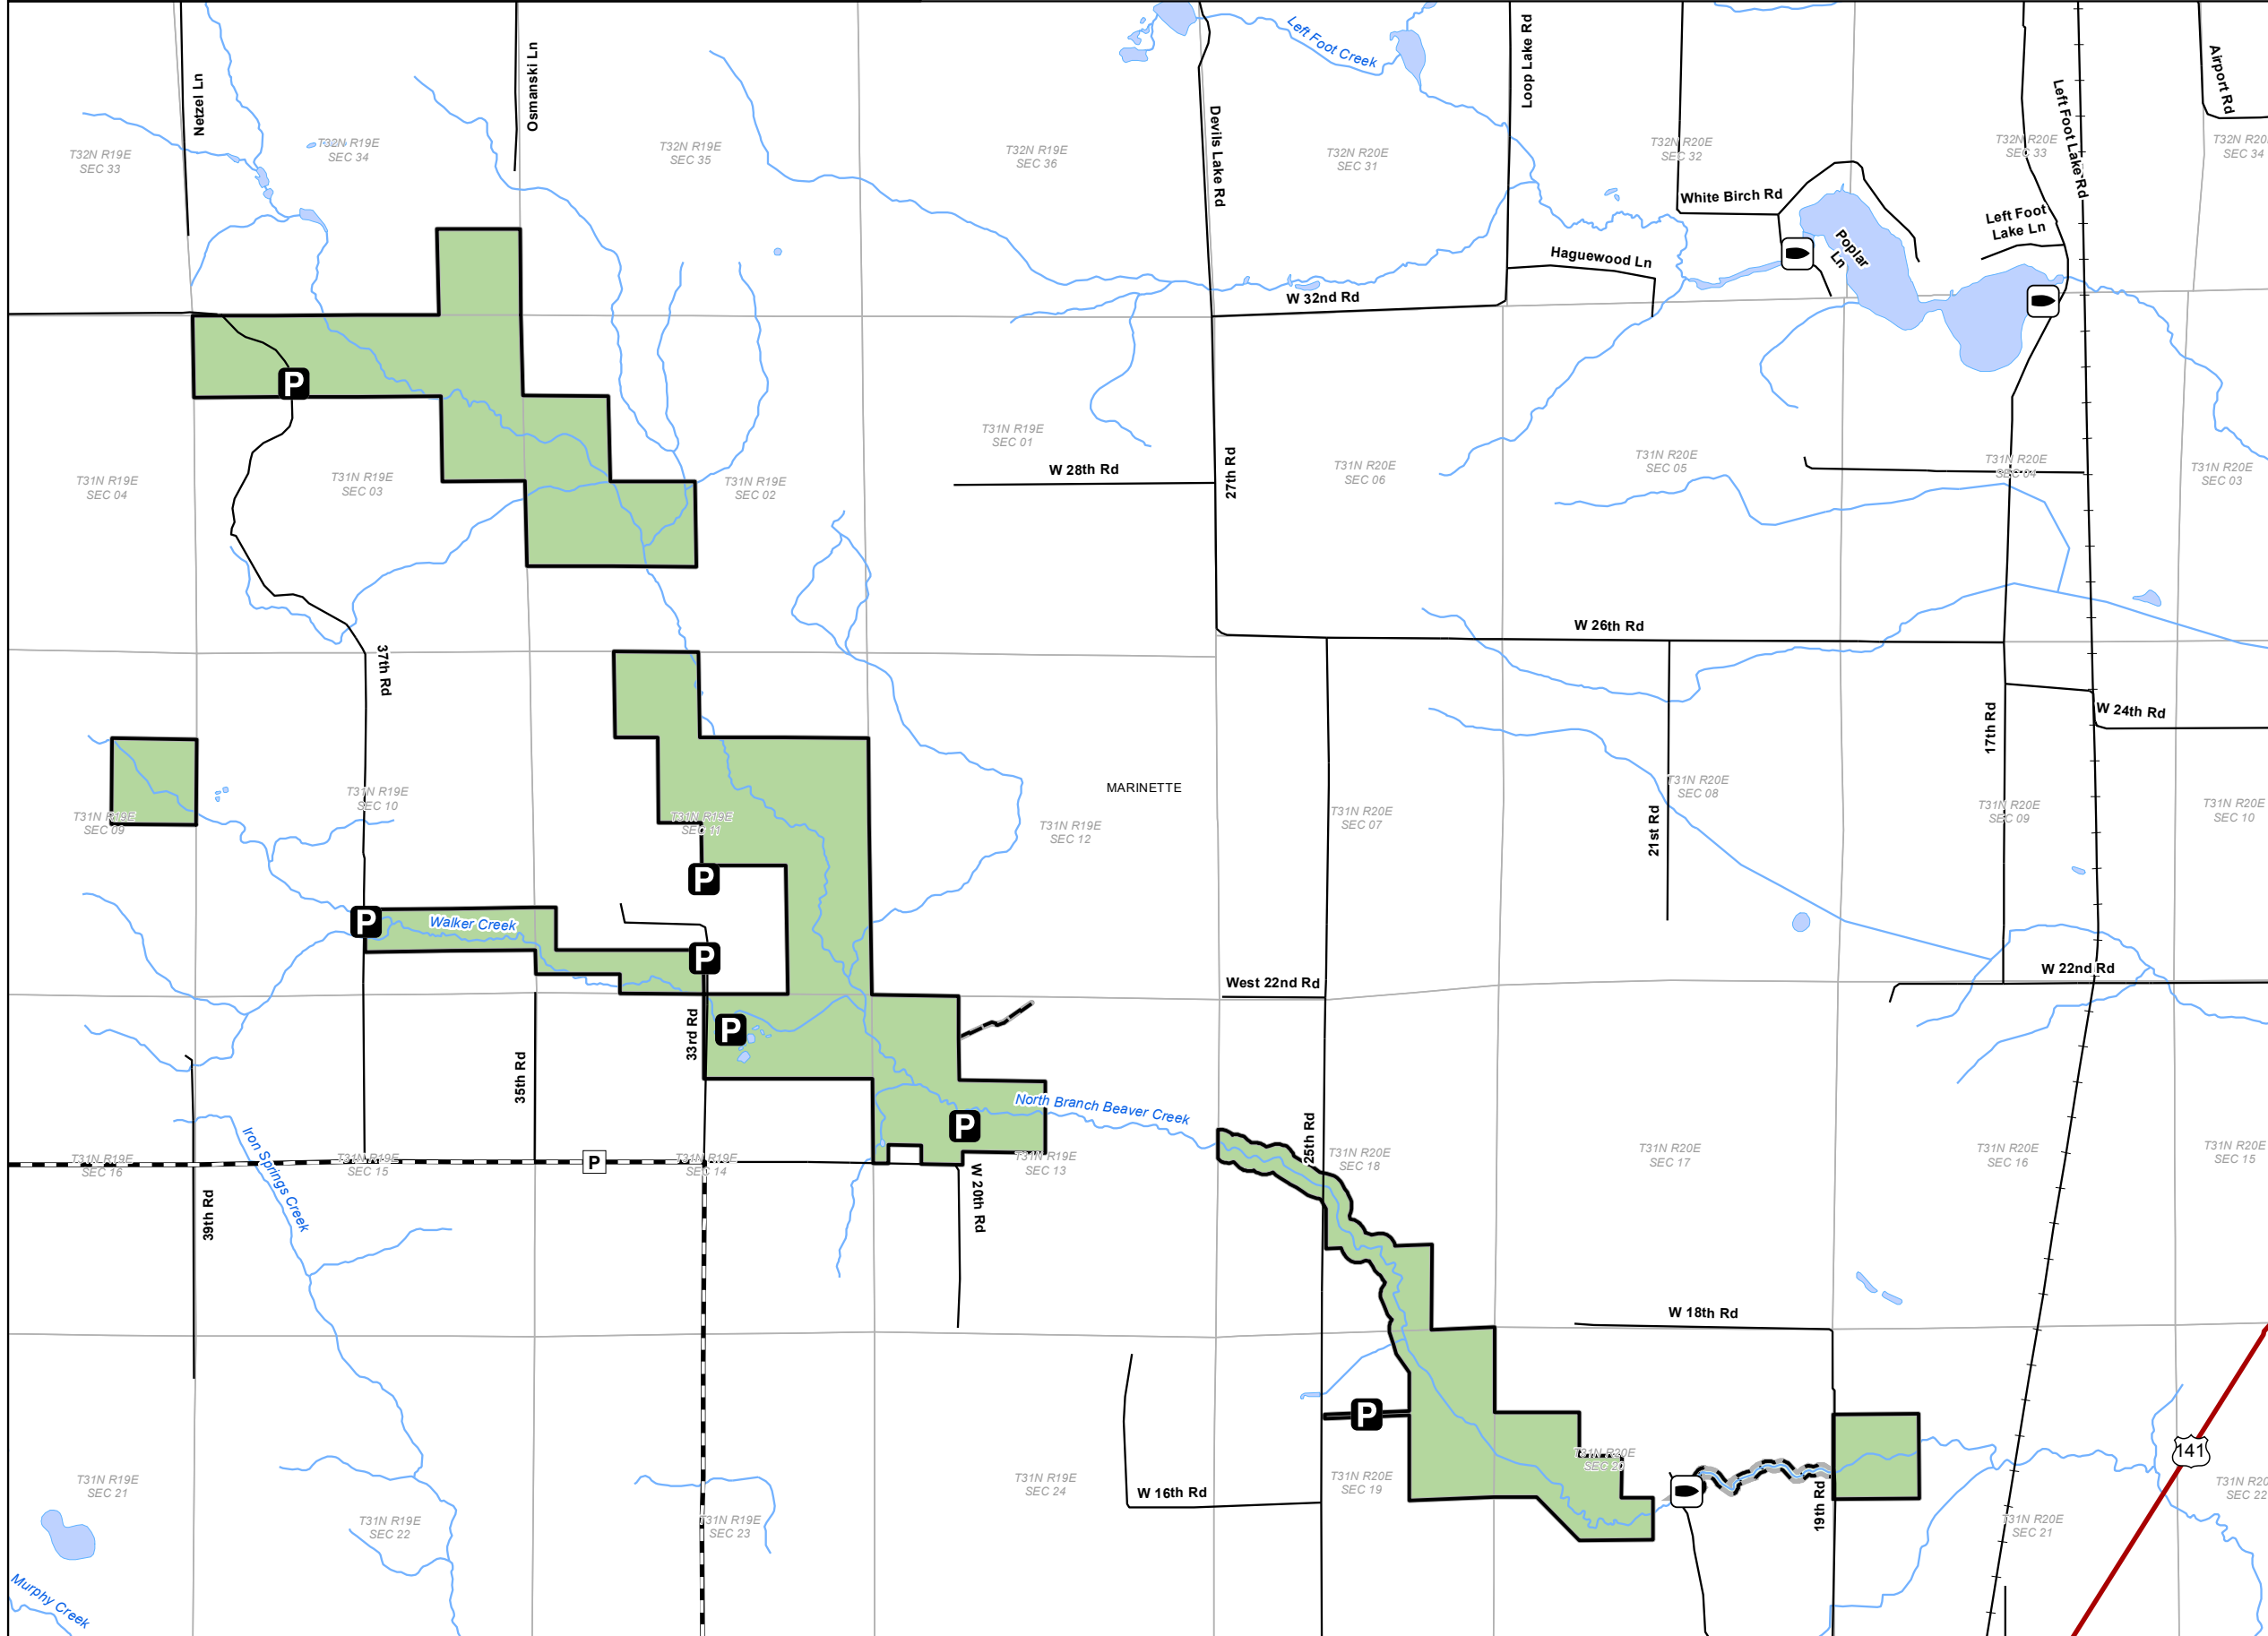 Left Foot Creek
Netzel Ln
Osmanski Ln
Devils Lake Rd
Loop Lake Rd
Left Foot Lake Rd
Airport Rd
T32N R19E
SEC 33
T32N R19E
SEC 34
T32N R19E
SEC 35
T32N R19E
SEC 36
T32N R20E
SEC 31
T32N R20E
SEC 32
T32N R20E
SEC 33
T32N R20
SEC 34
White Birch Rd
Left Foot
Lake Ln
Poplar
Ln
Haguewood Ln
W 32nd Rd
P
T31N R19E
SEC 04
T31N R19E
SEC 03
T31N R19E
SEC 02
T31N R19E
SEC 01
W 28th Rd
27th Rd
T31N R20E
SEC 06
T31N R20E
SEC 05
T31N R20E
SEC 04
T31N R20E
SEC 03
W 26th Rd
37th Rd
W 24th Rd
17th Rd
T31N R19E
SEC 09
T31N R19E
SEC 10
T31N R19E
SEC 11
MARINETTE
T31N R19E
SEC 12
T31N R20E
SEC 07
21st Rd
T31N R20E
SEC 08
T31N R20E
SEC 09
T31N R20E
SEC 10
P
P
Walker Creek
P
West 22nd Rd
W 22nd Rd
P
33rd Rd
35th Rd
P
North Branch Beaver Creek
25th Rd
Iron Springs Creek
T31N R19E
SEC 16
T31N R19E
SEC 15
P
T31N R19E
SEC 14
T31N R19E
SEC 13
T31N R20E
SEC 18
T31N R20E
SEC 17
T31N R20E
SEC 16
T31N R20E
SEC 15
39th Rd
W 20th Rd
W 18th Rd
P
141
T31N R19E
SEC 21
T31N R19E
SEC 22
T31N R19E
SEC 23
T31N R19E
SEC 24
W 16th Rd
T31N R20E
SEC 19
T31N R20E
SEC 20
19th Rd
T31N R20E
SEC 21
T31N R20
SEC 22
Murphy Creek